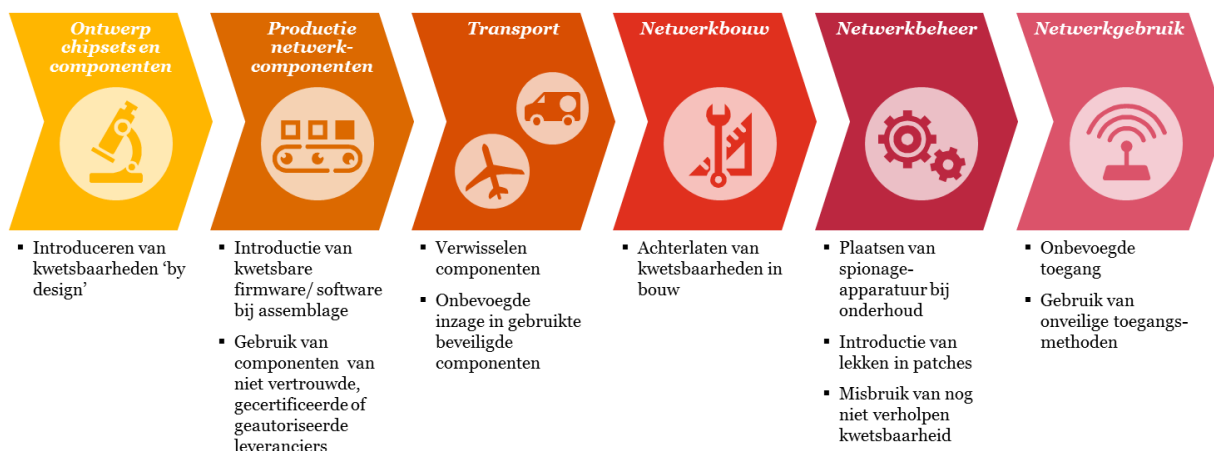 Ontwerp
chipsets en
componenten
▪ Introduceren van
kwetsbaarheden ‘by
design’
Productie
netwerk-
componenten
▪ Introductie van
kwetsbare
firmware/ software
bij assemblage
▪ Gebruik van
componenten van
niet vertrouwde,
gecertificeerde of
geautoriseerde
leveranciers
Transport
▪ Verwisselen
componenten
▪ Onbevoegde
inzage in gebruikte
beveiligde
componenten
Netwerkbouw
▪ Achterlaten van
kwetsbaarheden in
bouw
Netwerkbeheer
▪ Plaatsen van
spionage-
apparatuur bij
onderhoud
▪ Introductie van
lekken in patches
▪ Misbruik van nog
niet verholpen
kwetsbaarheid
Netwerkgebruik
▪ Onbevoegde
toegang
▪ Gebruik van
onveilige toegangs-
methoden